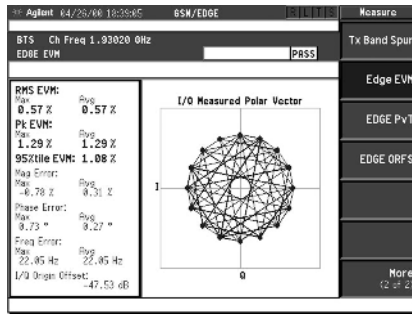 Agilent 04/26/00 18:39:05 GSM/EDGE R L T S Measure
BTS Ch Freq 1.93020 GHz
EDGE EVM PASS
Tx Band Spur
Edge EVM
EDGE PvT
EDGE ORFS
More
(2 of 2)
RMS EVM:
Max Avg
0.57 % 0.57 %
Pk EVM:
Max Avg
1.29 % 1.29 %
95%tile EVM: 1.08 %
Mag Error:
Max Avg
-0.78 % 0.31 %
Phase Error:
Max Avg
0.73 ° 0.27 °
Freq Error:
Max Avg
22.05 Hz 22.05 Hz
I/Q Origin Offset:
-47.53 dB
I/Q Measured Polar Vector
I
Q